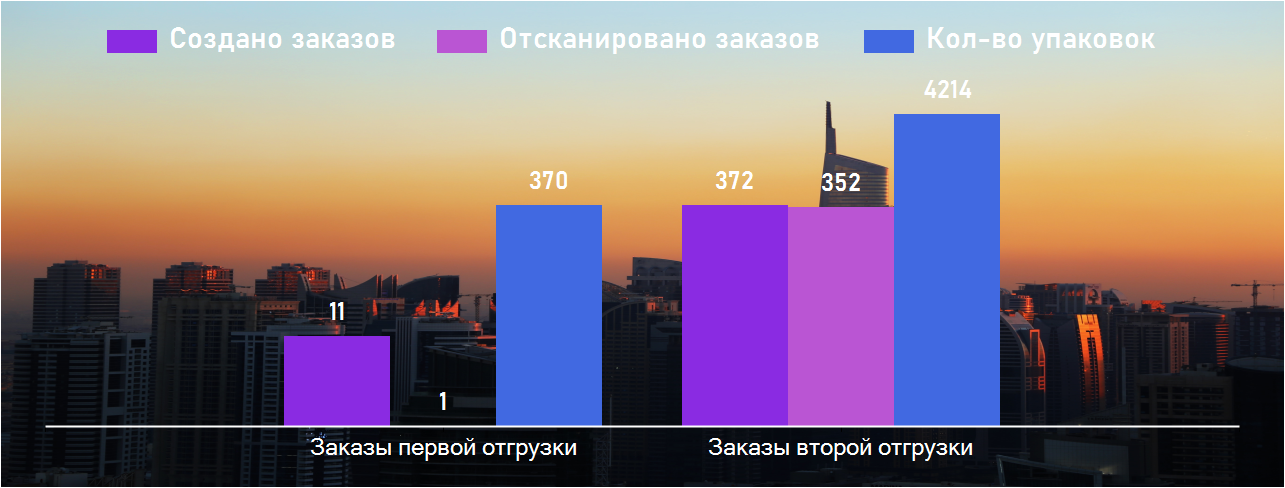 Создано заказов Отсканировано заказов Кол-во упаковок
4214
370 372 352
11
1
Заказы первой отгрузки Заказы второй отгрузки